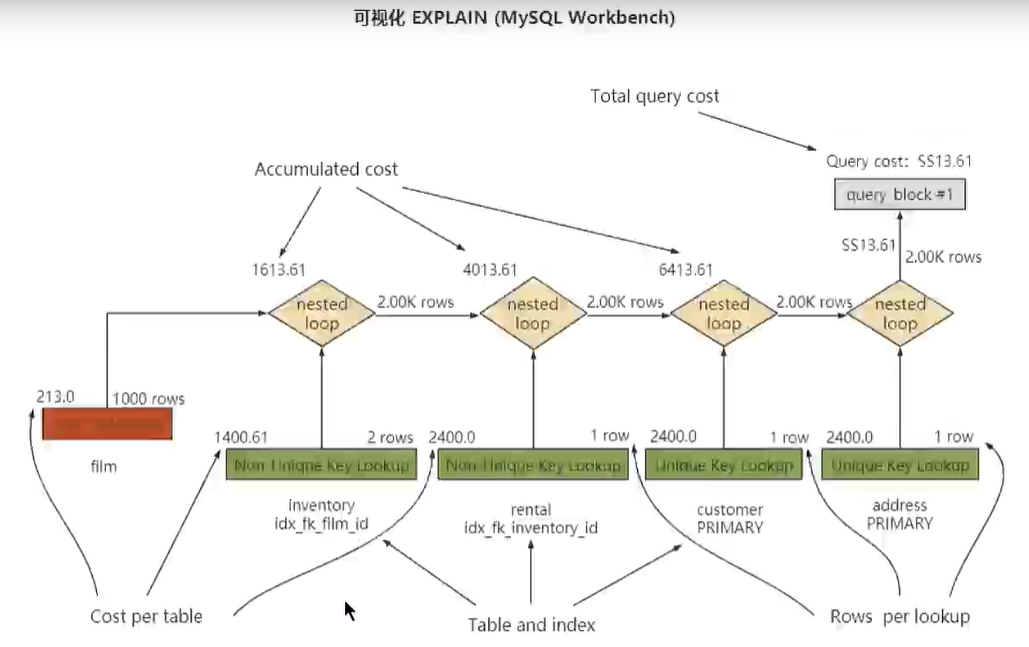 可视化 EXPLAIN (MySQL Workbench)
Total query cost
Query cost: SS13.61
query block #1
Accumulated cost
SS13.61
2.00K rows
1613.61
4013.61
6413.61
nested
loop
2.00K rows
nested
loop
2.00K rows
nested
loop
2.00K rows
nested
loop
213.0
1000 rows
film
1400.61
2 rows
Non-Unique Key Lookup
inventory
idx_fk_film_id
2400.0
1 row
Non-Unique Key Lookup
rental
idx_fk_inventory_id
2400.0
1 row
Unique Key Lookup
customer
PRIMARY
2400.0
1 row
Unique Key Lookup
address
PRIMARY
Cost per table
Table and index
Rows per lookup